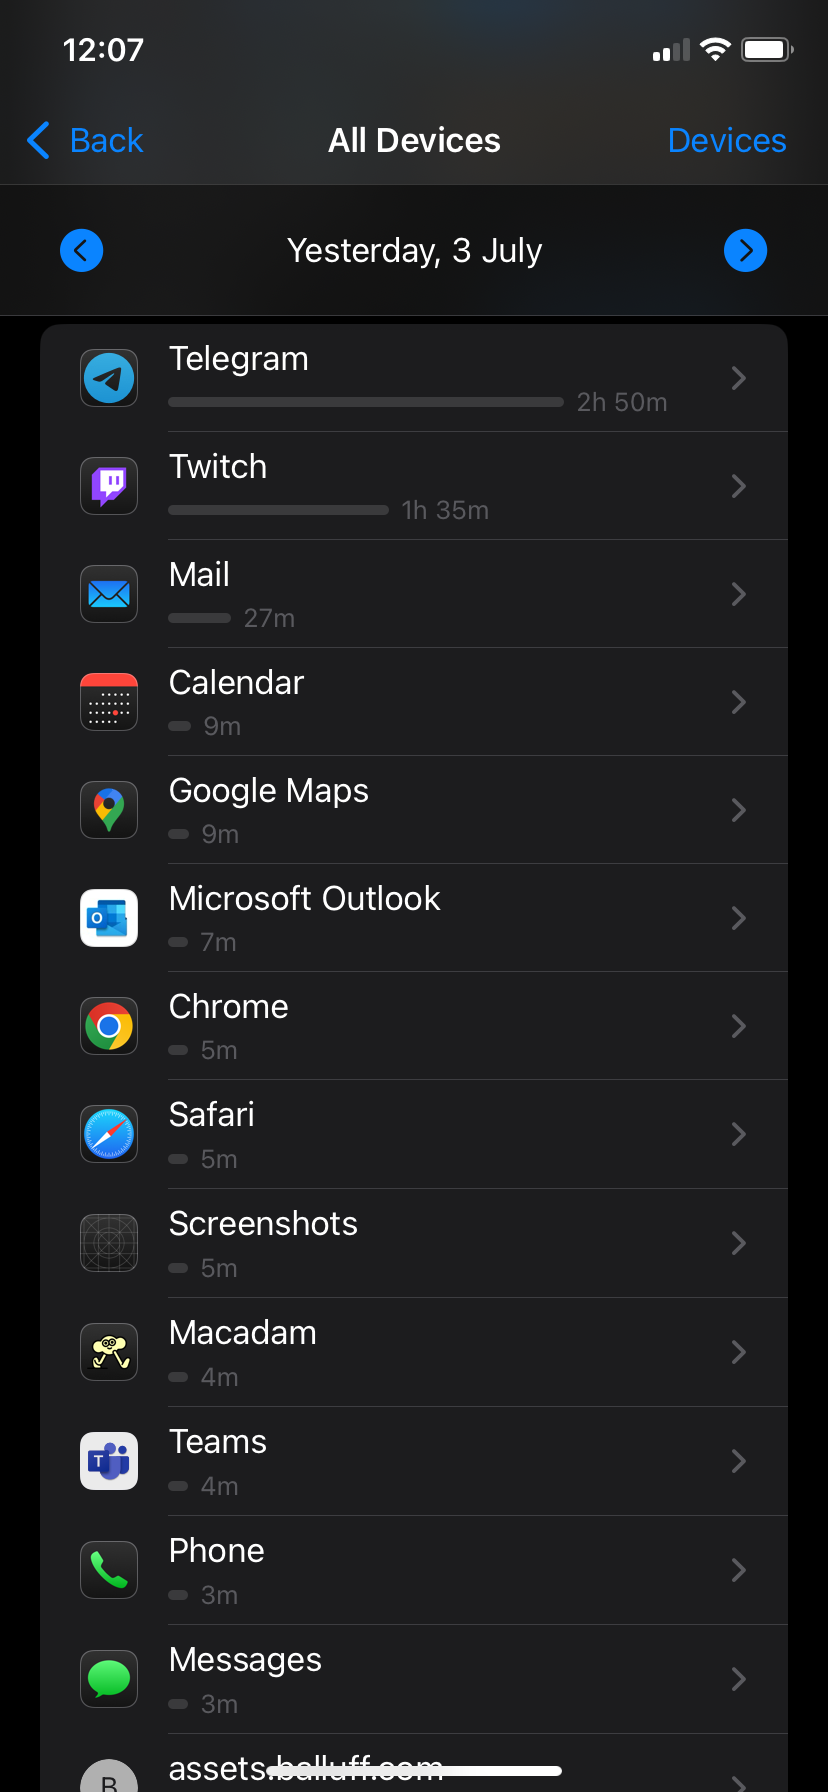 12:07
Back
All Devices
Devices
Yesterday, 3 July
Telegram
2h 50m
Twitch
1h 35m
Mail
27m
Calendar
9m
Google Maps
9m
Microsoft Outlook
7m
Chrome
5m
Safari
5m
Screenshots
5m
Macadam
4m
Teams
4m
Phone
3m
Messages
3m
B
assets.balluff.com